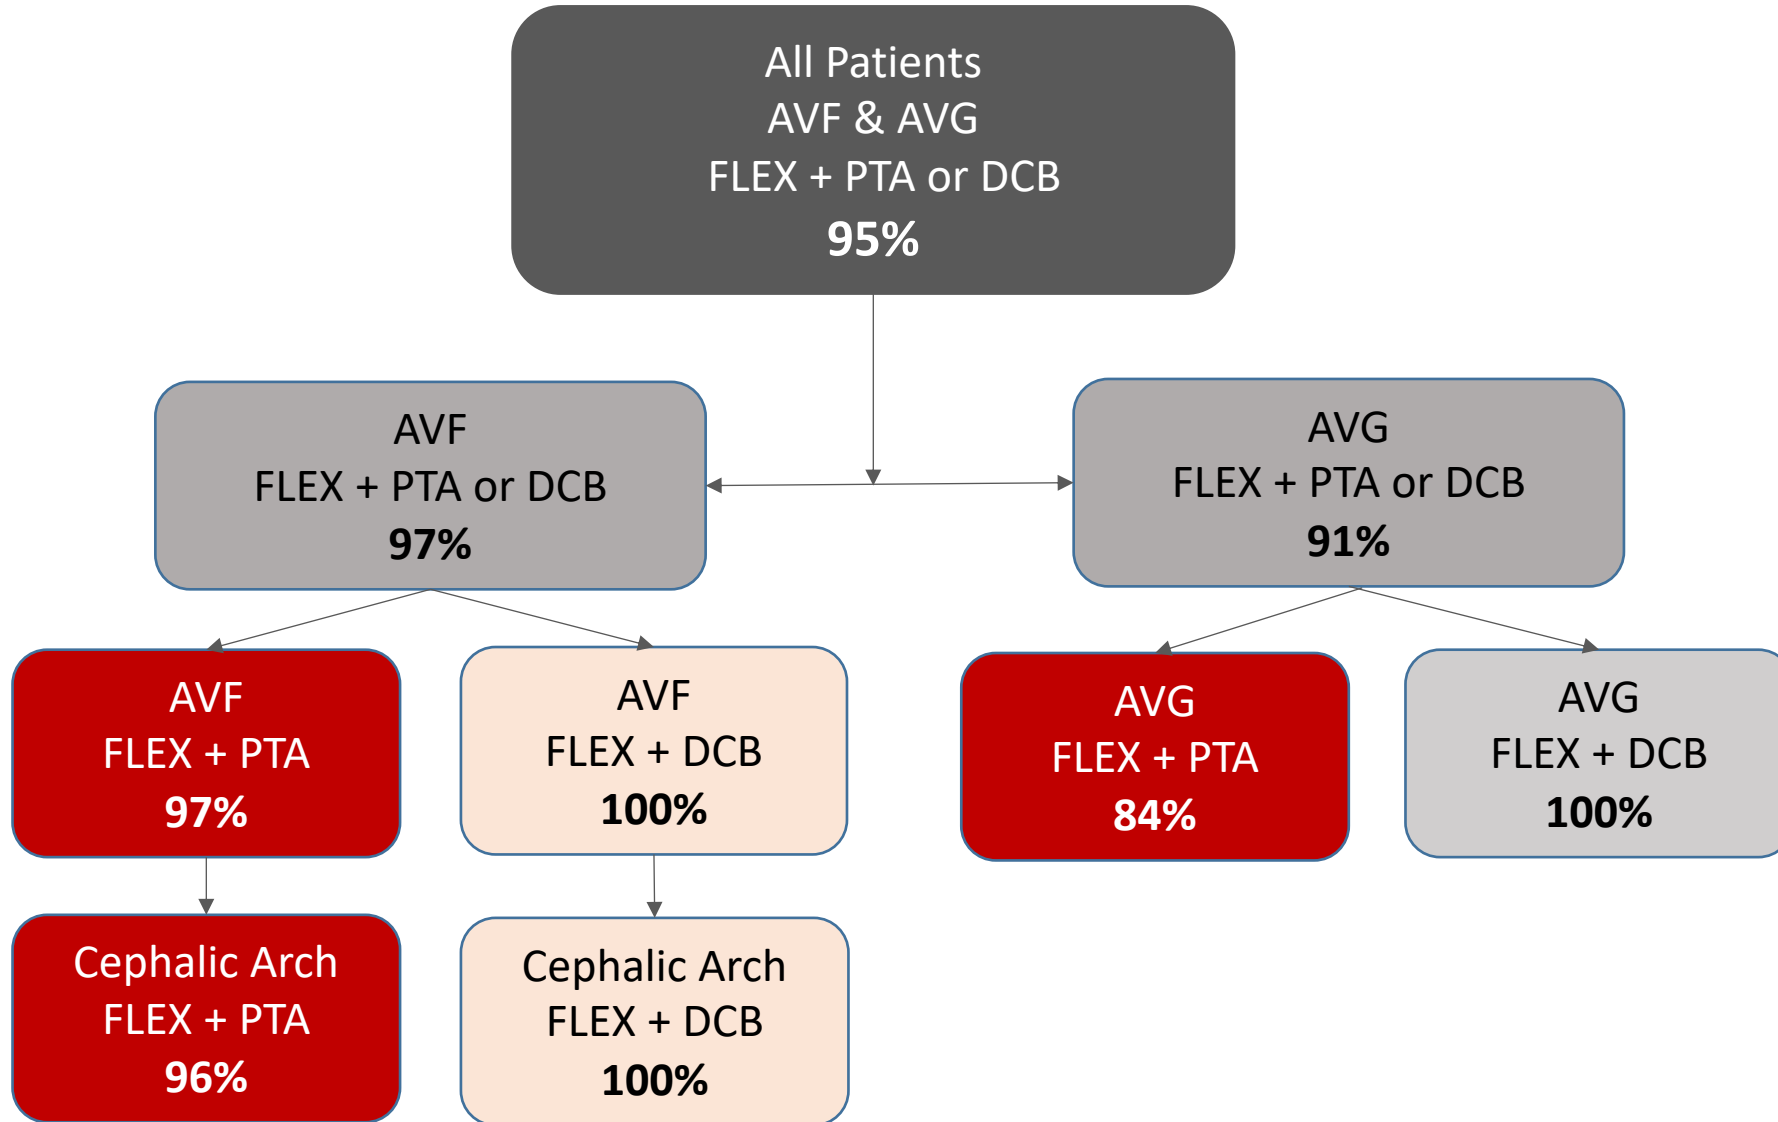 All Patients
AVF & AVG
FLEX + PTA or DCB
95%
AVF
FLEX + PTA or DCB
97%
AVG
FLEX + PTA or DCB
91%
AVF
FLEX + PTA
97%
AVF
FLEX + DCB
100%
AVG
FLEX + PTA
84%
AVG
FLEX + DCB
100%
Cephalic Arch
FLEX + PTA
96%
Cephalic Arch
FLEX + DCB
100%